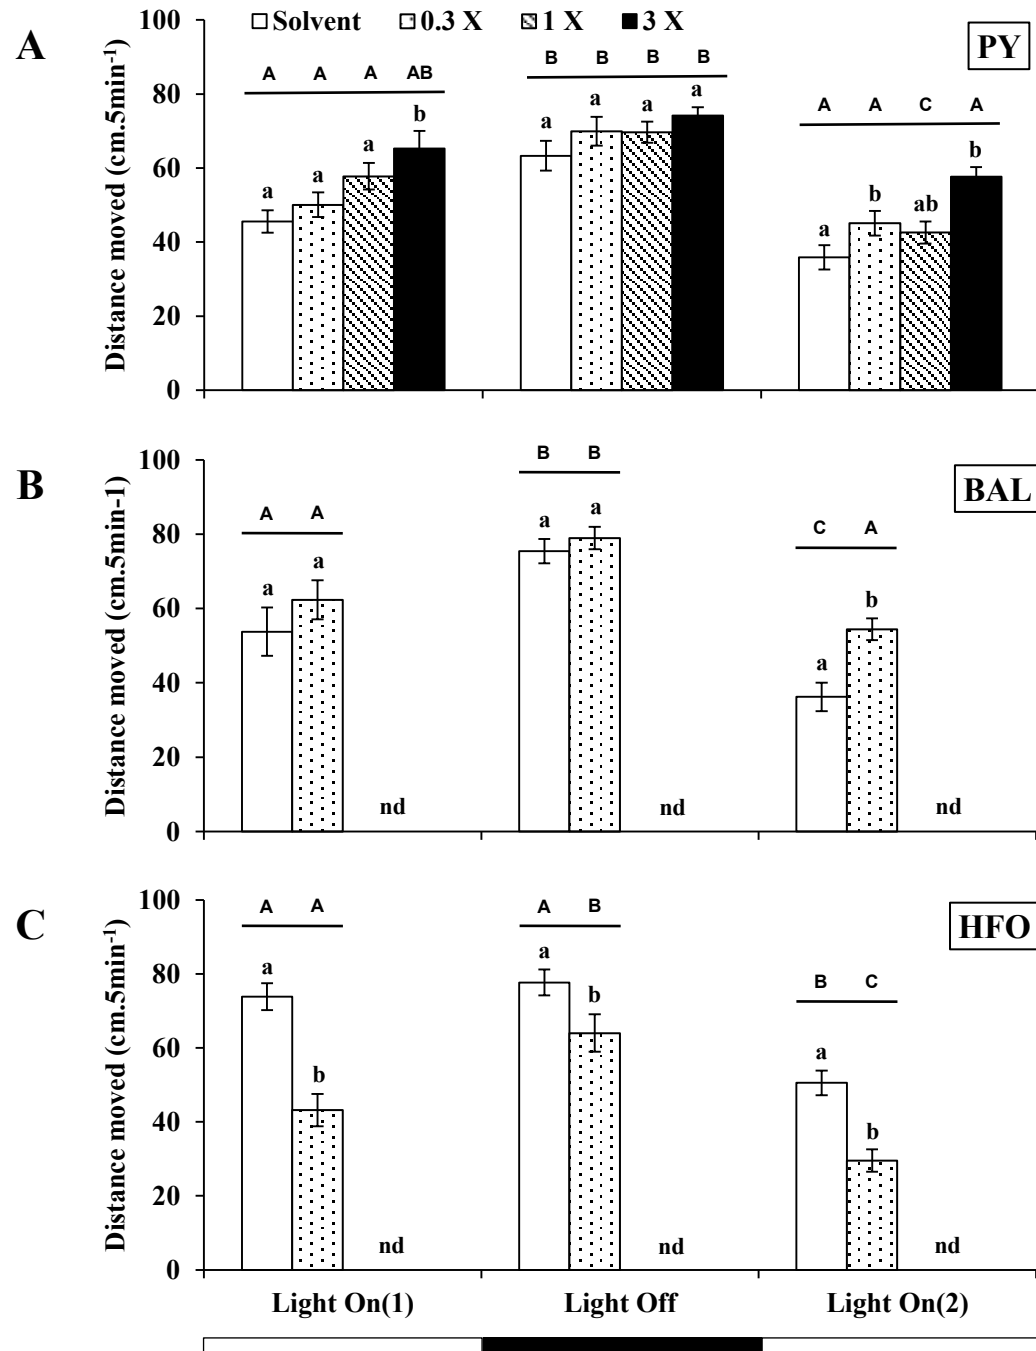 A
Solvent 0.3 X 1 X 3 X
PY
Distance moved (cm.5min-1)
100
80
60
40
20
0
A A A AB
a a a b
B B B B
a a a a
A A C A
a b ab b
B
BAL
Distance moved (cm.5min-1)
100
80
60
40
20
0
A A
a a
nd
B B
a a
nd
C A
a b
nd
C
HFO
Distance moved (cm.5min-1)
100
80
60
40
20
0
A A
a b
nd
A B
a b
nd
B C
a b
nd
Light On(1) Light Off Light On(2)